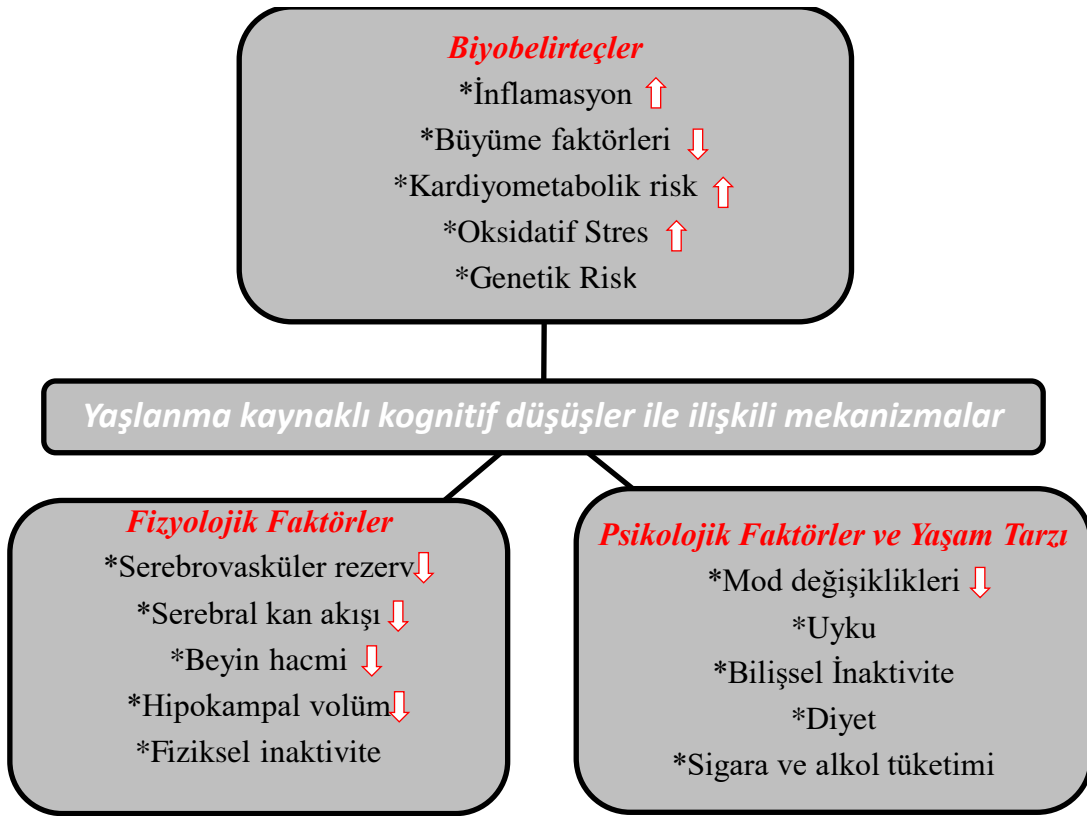 Biyobelirteçler
*İnflamasyon
*Büyüme faktörleri
*Kardiyometabolik risk
*Oksidatif Stres
*Genetik Risk
Yaşlanma kaynaklı kognitif düşüşler ile ilişkili mekanizmalar
Fizyolojik Faktörler
*Serebrovasküler rezerv
*Serebral kan akışı
*Beyin hacmi
*Hipokampal volüm
*Fiziksel inaktivite
Psikolojik Faktörler ve Yaşam Tarzı
*Mod değişiklikleri
*Uyku
*Bilişsel İnaktivite
*Diyet
*Sigara ve alkol tüketimi